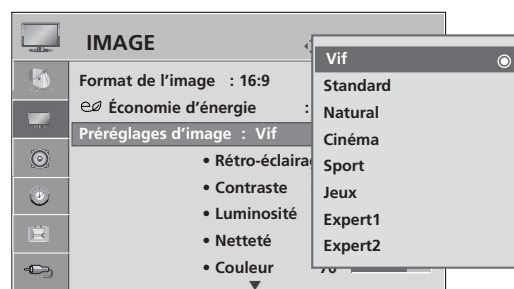 IMAGE
Format de l'image : 16:9
Économie d'énergie :
Préréglages d'image : Vif
• Rétro-éclairag
• Contraste
• Luminosité
• Netteté
• Couleur
Vif
Standard
Natural
Cinéma
Sport
Jeux
Expert1
Expert2